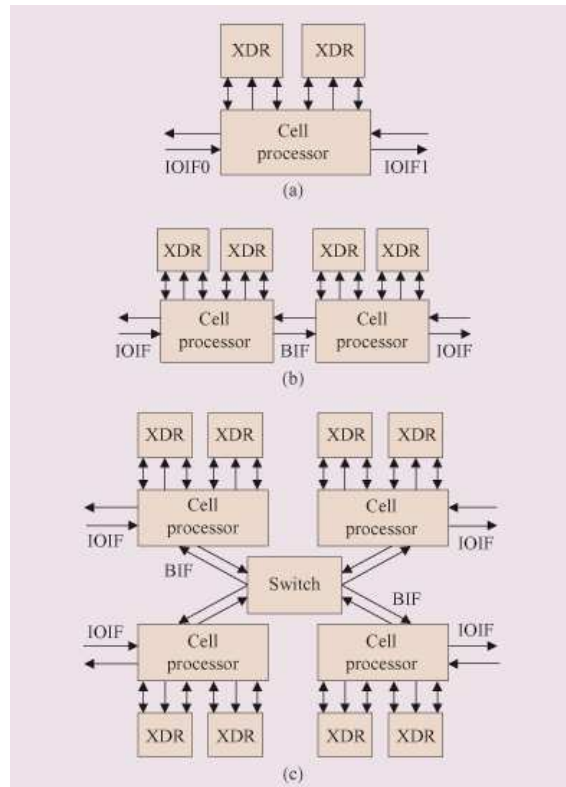 XDR XDR
Cell
processor
IOIF0 IOIF1
(a)
XDR XDR XDR XDR
Cell
processor
Cell
processor
IOIF BIF IOIF
(b)
XDR XDR XDR XDR
Cell
processor
Cell
processor
IOIF IOIF
BIF
Switch
BIF
IOIF IOIF
Cell
processor
Cell
processor
XDR XDR XDR XDR
(c)